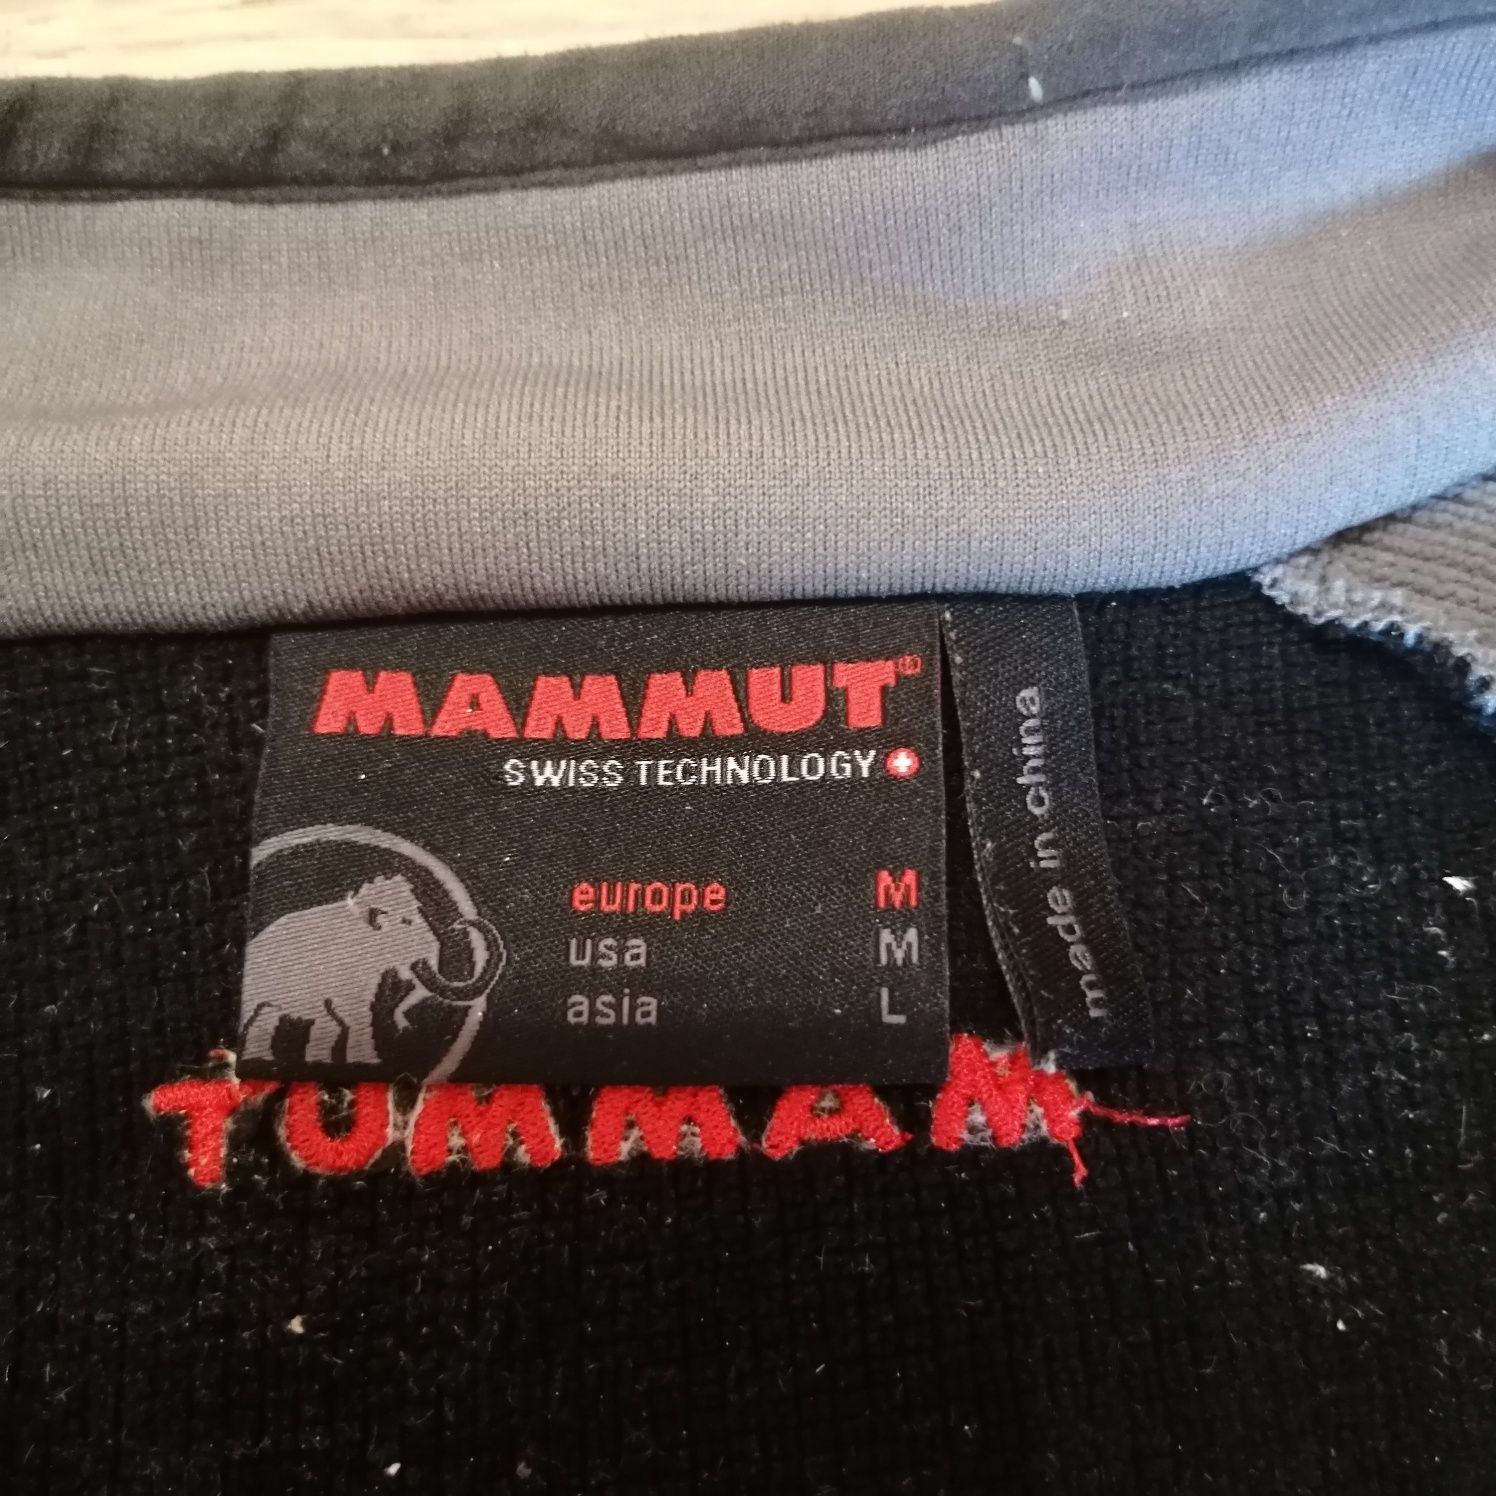 MAMMUT®
SWISS TECHNOLOGY
europe M
usa M
asia L
made in china
TUMMAM